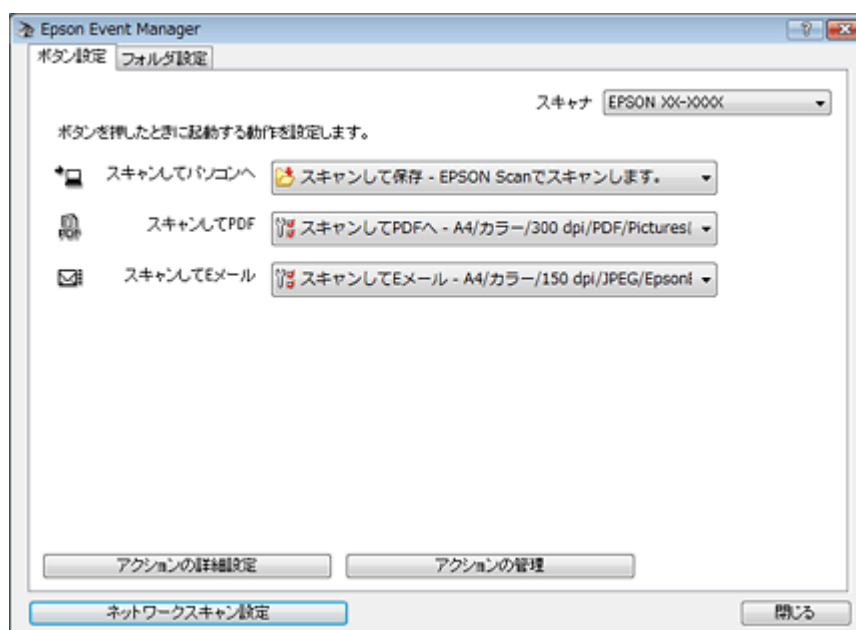 Epson Event Manager
ボタン設定 フォルダ設定
スキャナ EPSON XX-XXXX
ボタンを押したときに起動する動作を設定します。
スキャンしてパソコンへ スキャンして保存 - EPSON Scanでスキャンします。
スキャンしてPDF スキャンしてPDFへ - A4/カラー/300 dpi/PDF/Pictures
スキャンしてEメール スキャンしてEメール - A4/カラー/150 dpi/JPEG/Epson
アクションの詳細設定 アクションの管理
ネットワークスキャン設定 閉じる